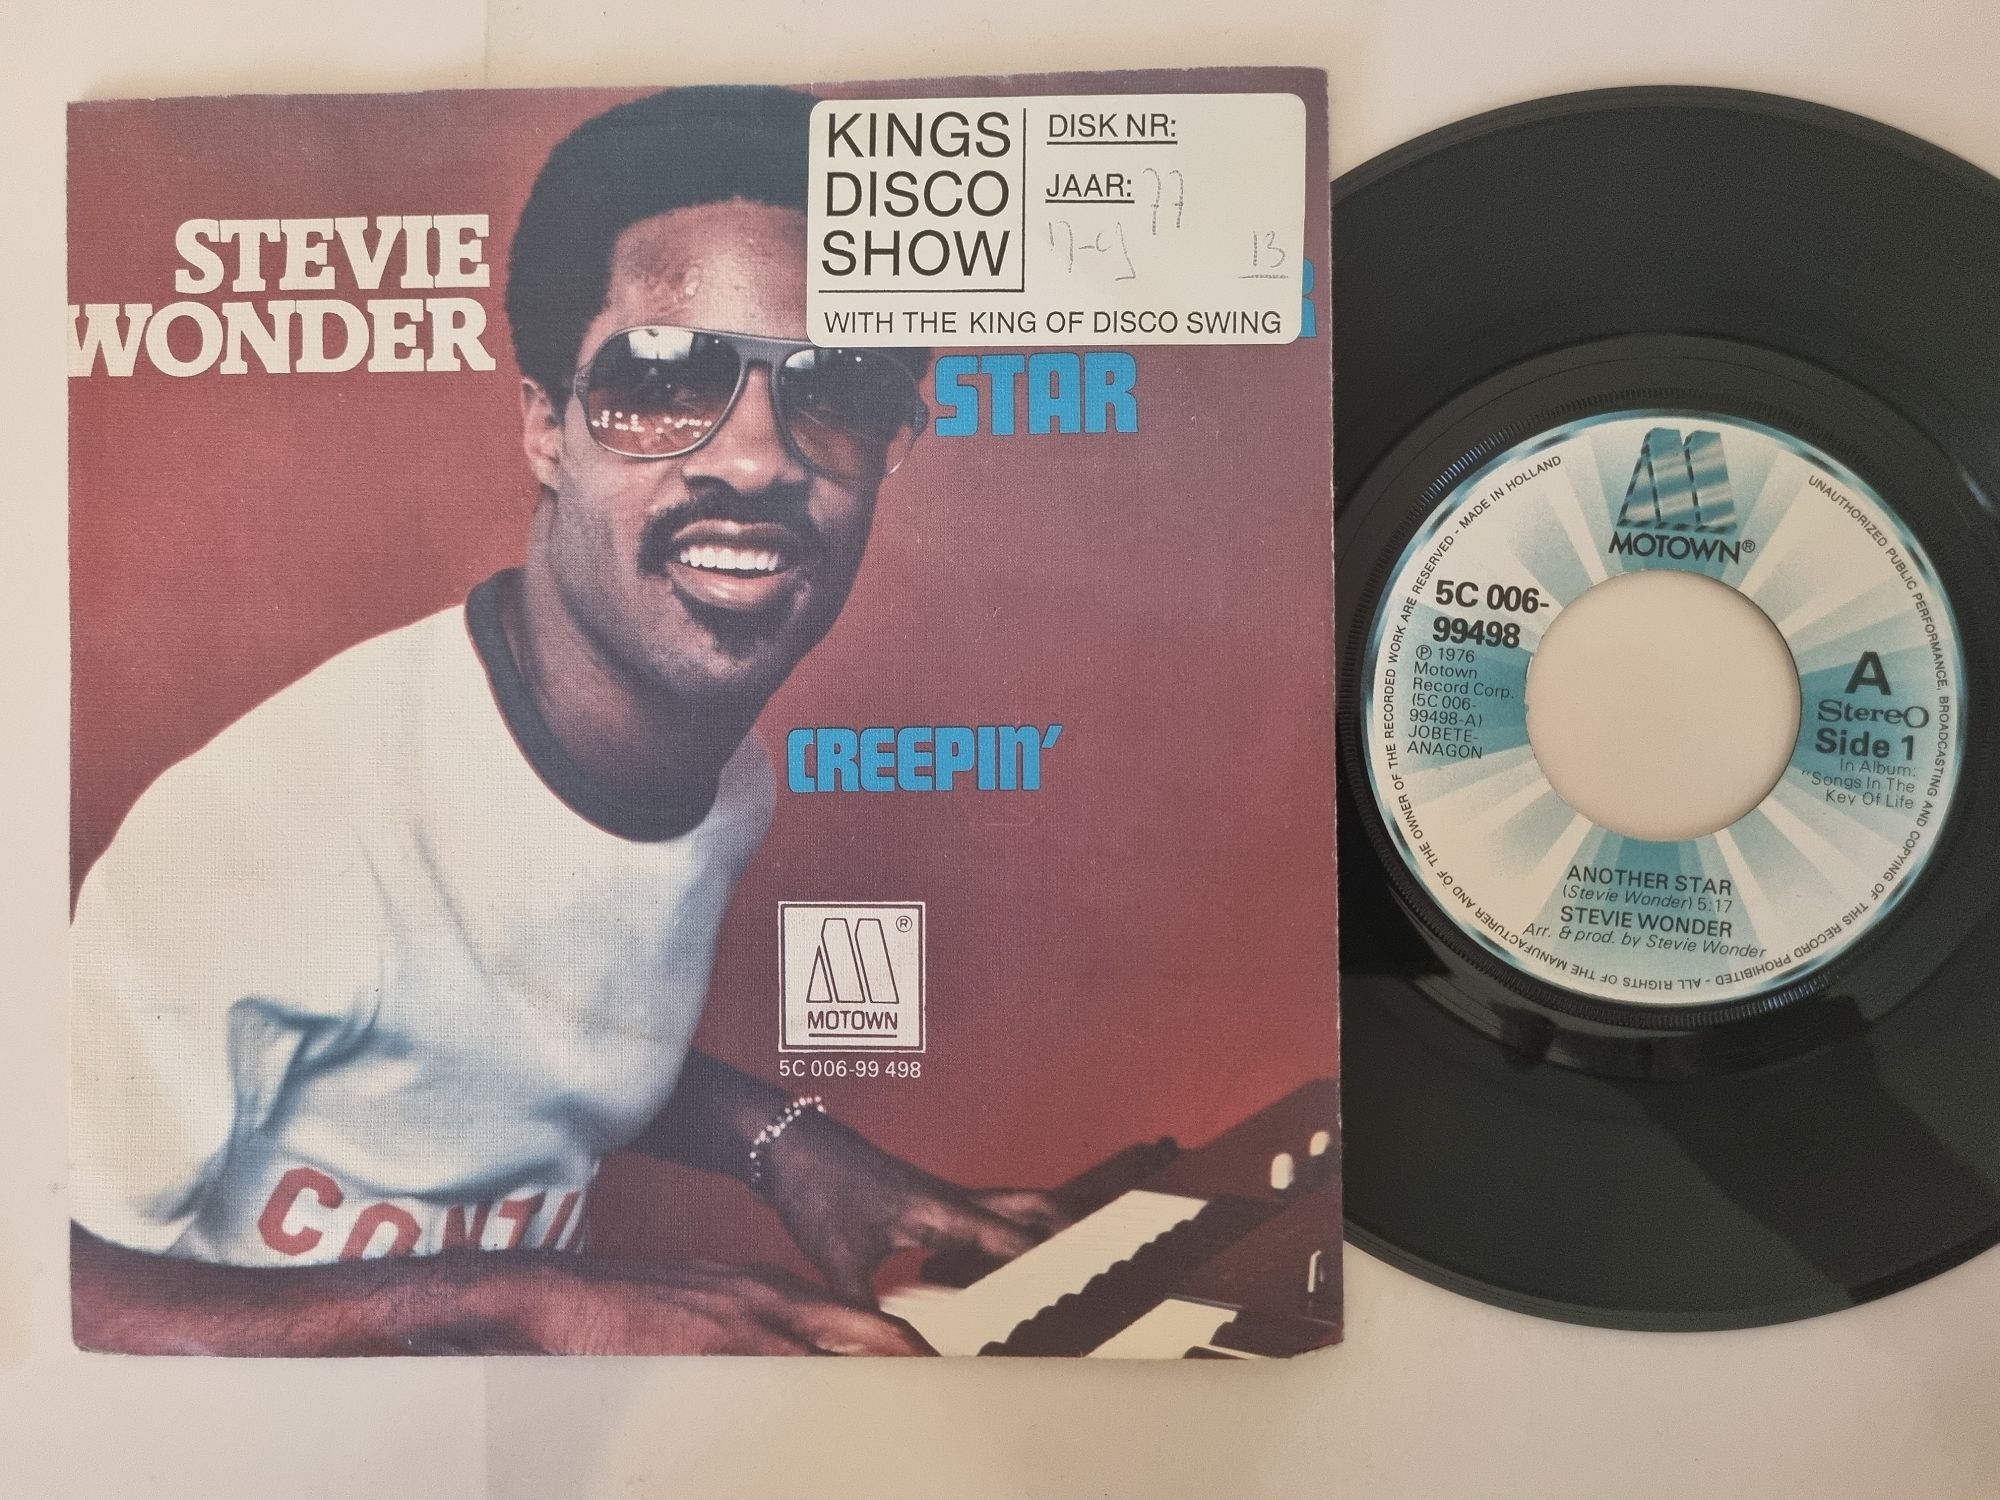 STEVIE
WONDER
KINGS
DISCO
SHOW
DISK NR:
JAAR: 77
13
WITH THE KING OF DISCO SWING
R
STAR
CREEPIN'
MOTOWN®
5C 006-99 498
CONTI
MOTOWN®
5C 006-
99498
℗ 1976
Motown
Record Corp.
(5C 006-
99498-A)
JOBETE-
ANAGON
A
Stereo
Side 1
In Album:
"Songs In The
Key Of Life
ANOTHER STAR
(Stevie Wonder) 5:17
STEVIE WONDER
Arr. & prod. by Stevie Wonder
UNAUTHORIZED PUBLIC PERFORMANCE, BROADCASTING AND COPYING OF THIS RECORD PROHIBITED - ALL RIGHTS OF THE MANUFACTURER AND OF THE OWNER OF THE RECORDED WORK ARE RESERVED - MADE IN HOLLAND